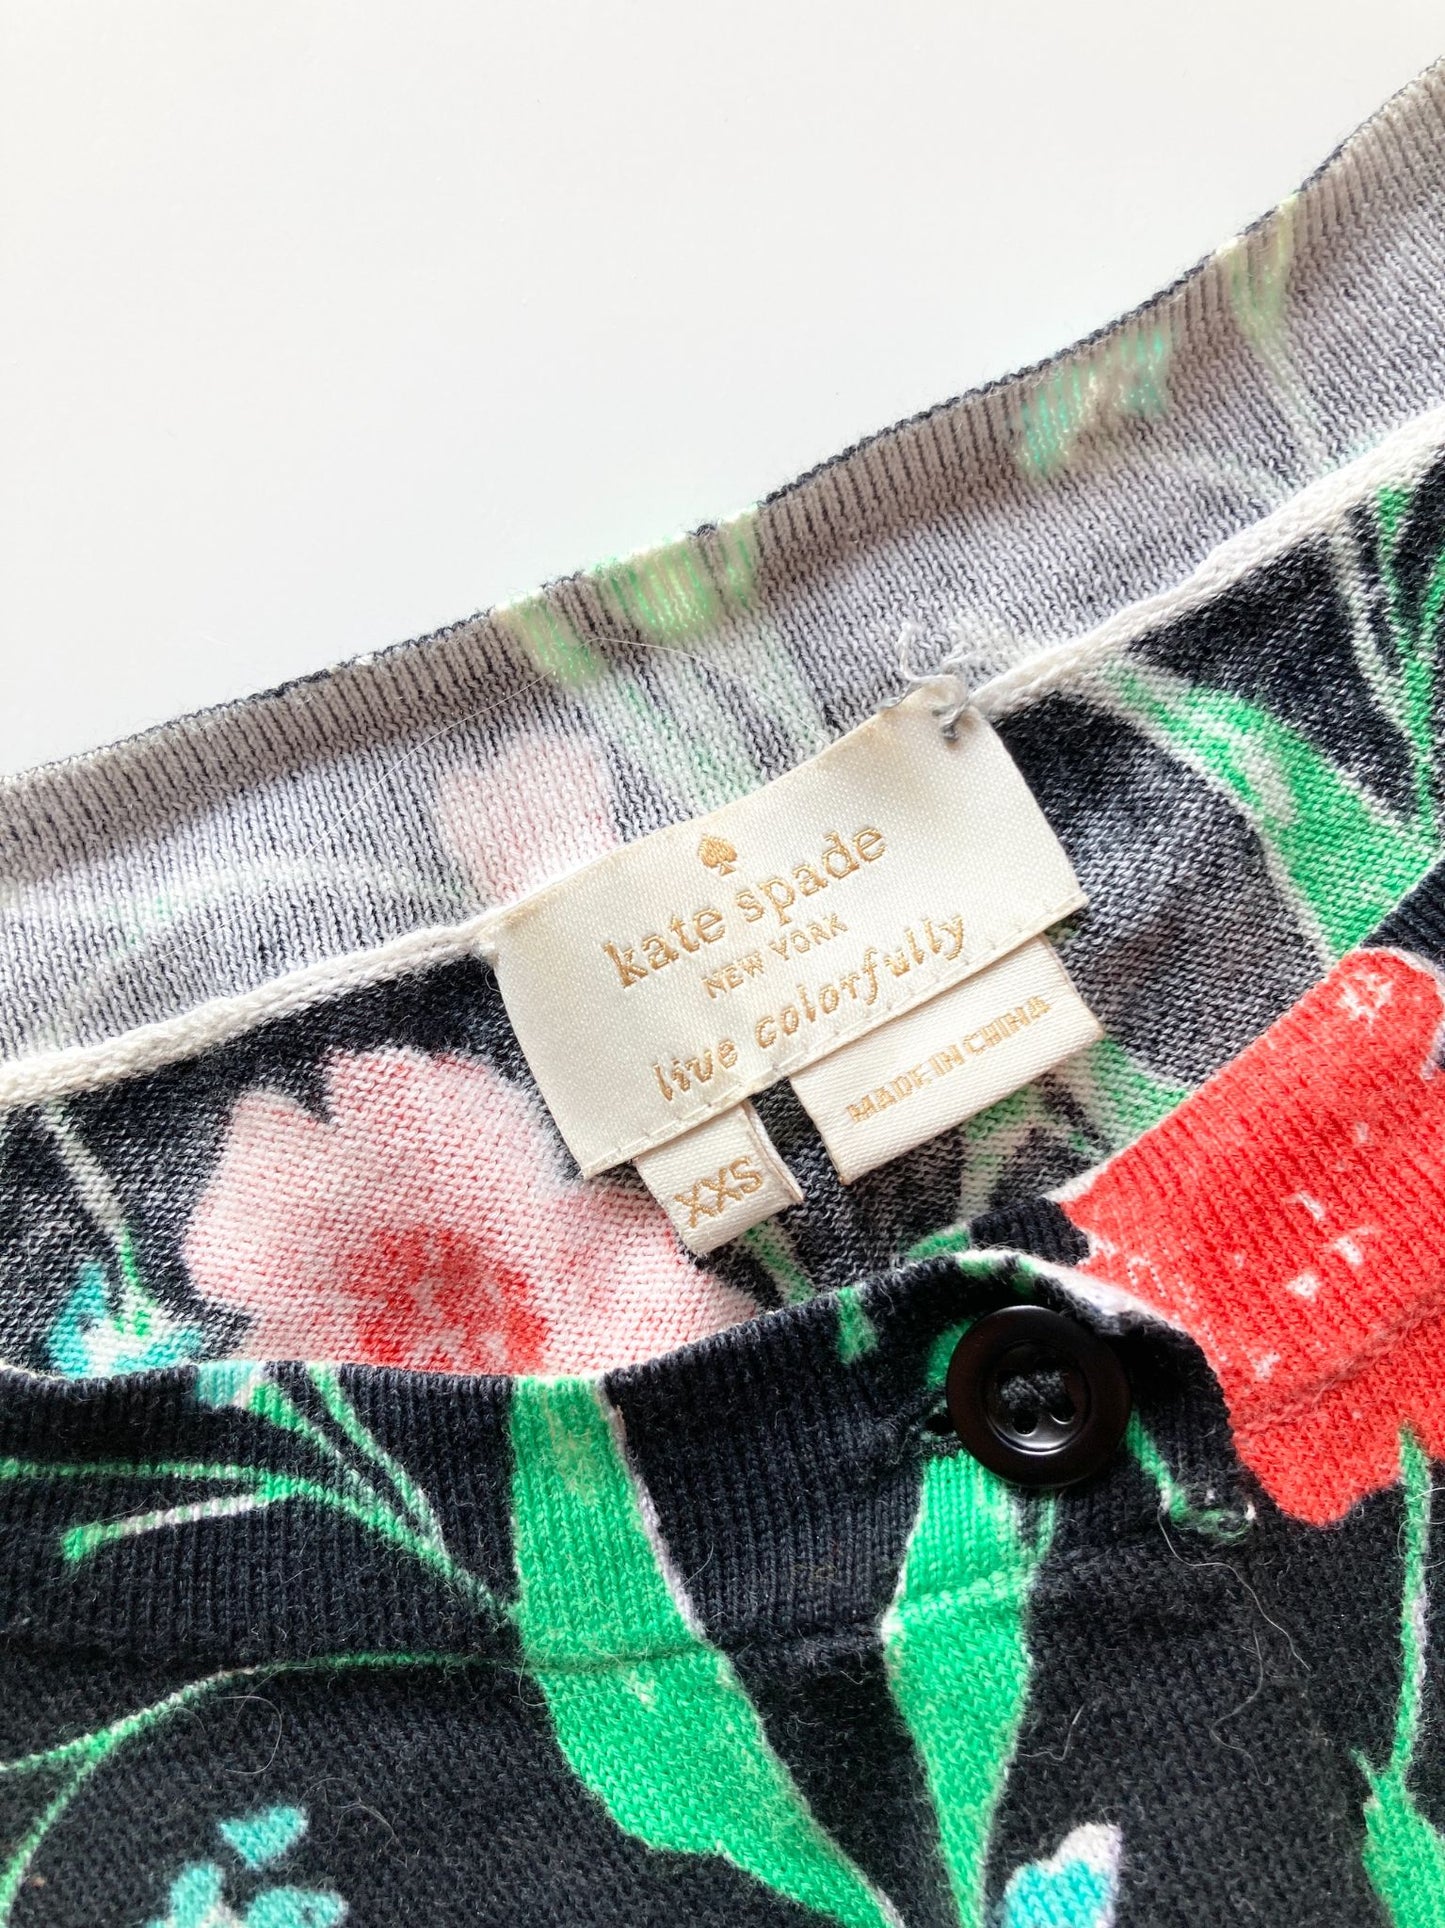 kate spade
NEW YORK
live colorfully
MADE IN CHINA
XXS